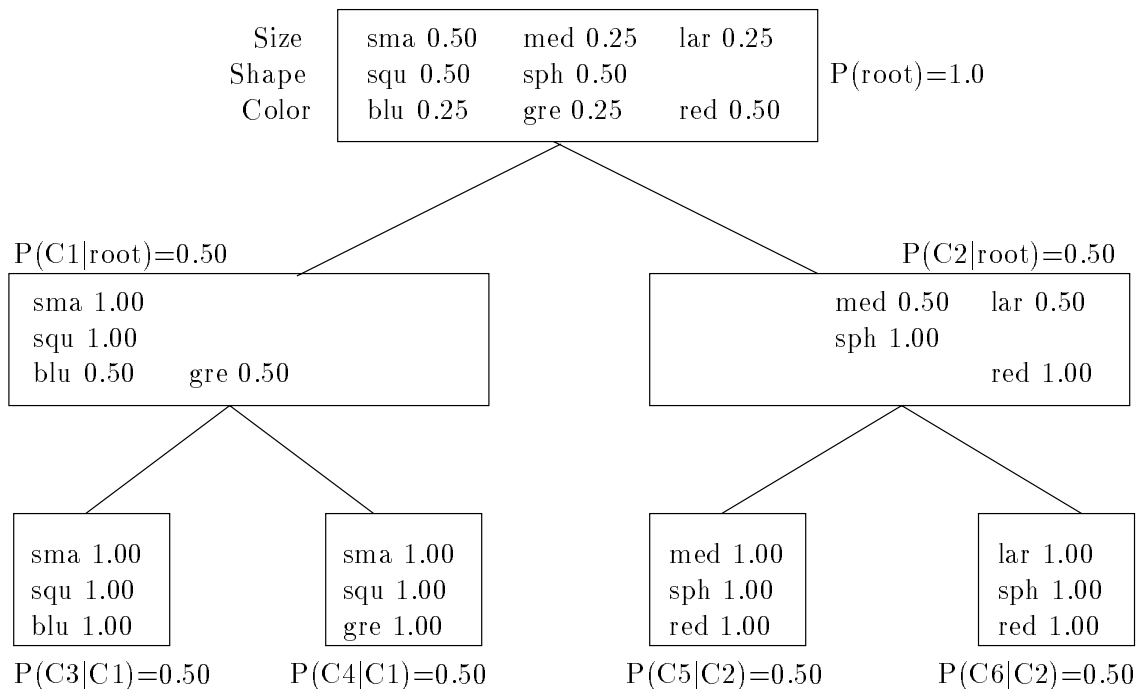 Size sma 0.50 med 0.25 lar 0.25
Shape squ 0.50 sph 0.50 P(root)=1.0
Color blu 0.25 gre 0.25 red 0.50
P(C1|root)=0.50 P(C2|root)=0.50
sma 1.00
squ 1.00
blu 0.50 gre 0.50
med 0.50 lar 0.50
sph 1.00
red 1.00
sma 1.00
squ 1.00
blu 1.00
P(C3|C1)=0.50
sma 1.00
squ 1.00
gre 1.00
P(C4|C1)=0.50
med 1.00
sph 1.00
red 1.00
P(C5|C2)=0.50
lar 1.00
sph 1.00
red 1.00
P(C6|C2)=0.50